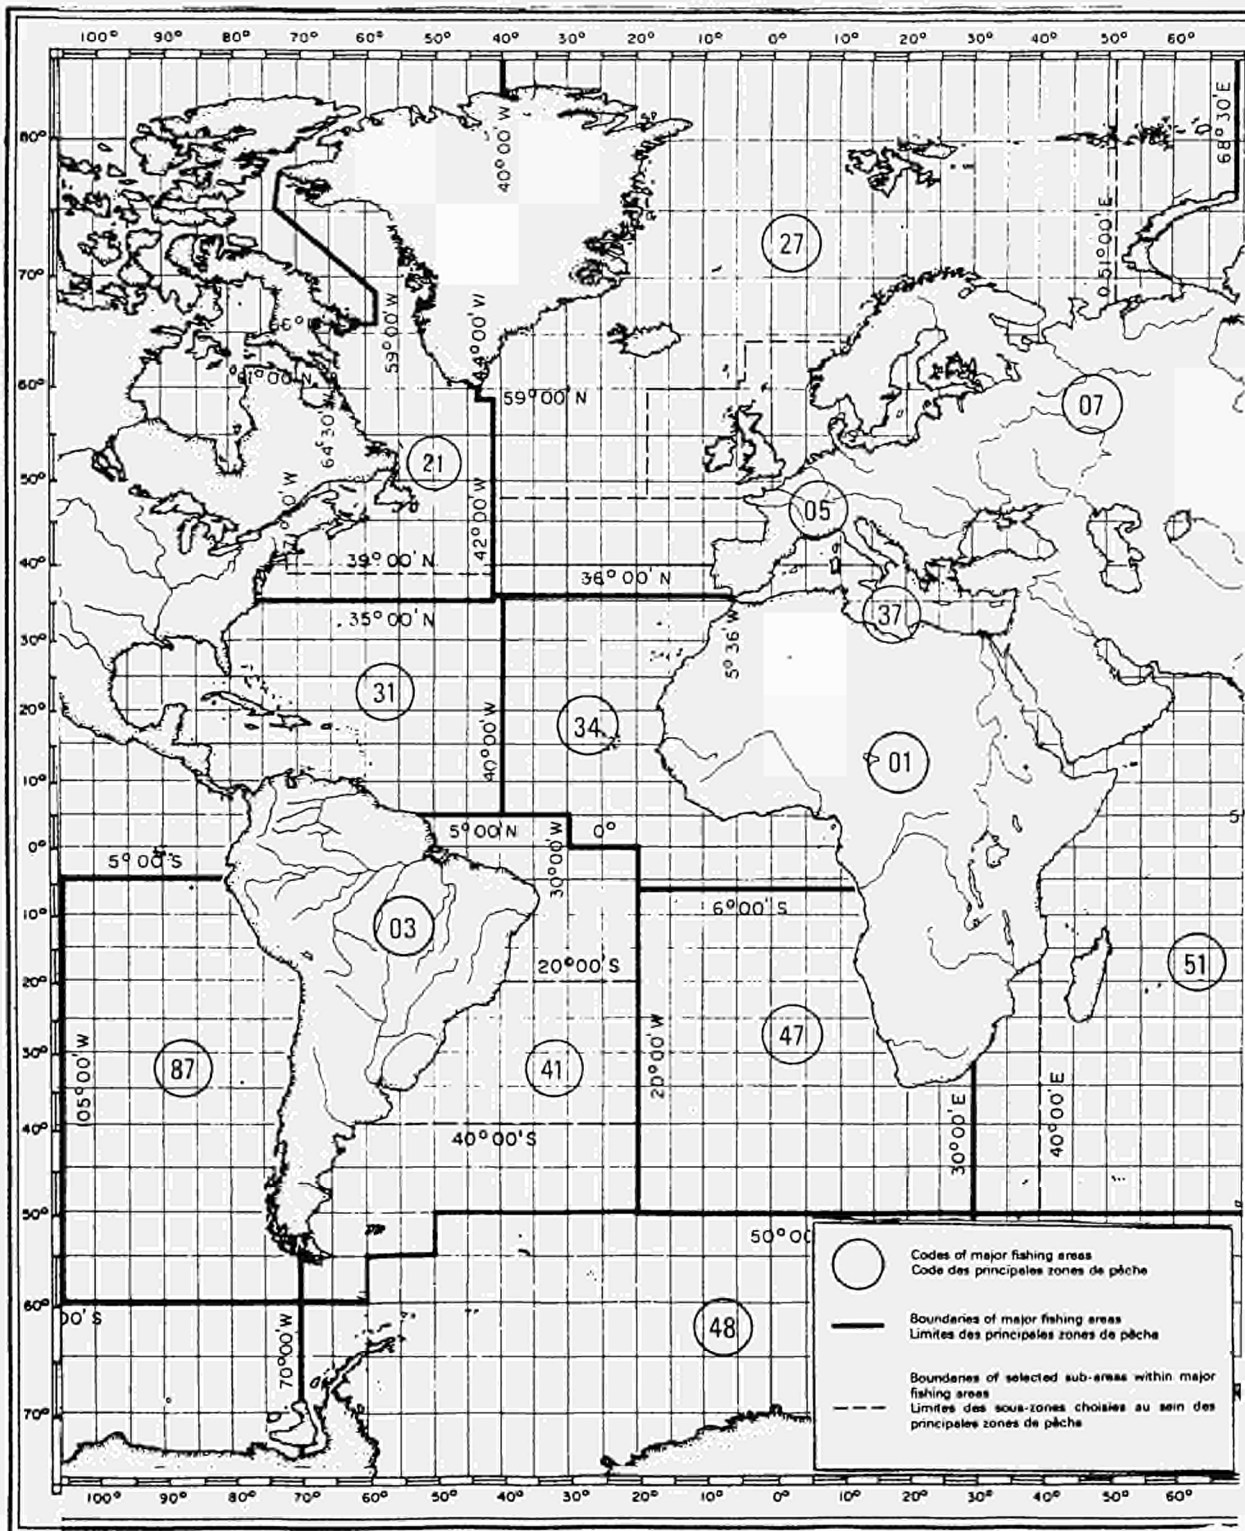 100° 90° 80° 70° 60° 50° 40° 30° 20° 10° 0° 10° 20° 30° 40° 50° 60°
80°
70°
60°
50°
40°
30°
20°
10°
0°
10°
20°
30°
40°
50°
60°
70°
40°00'W
68°30'E
27
51°00'E
59°00'W
44°00'W
61°00'N
59°00'N
07
64°30'W
21
42°00'W
05
39°00'N
36°00'N
35°00'N
37
5°36'W
31
34
40°00'W
01
5°00'N
0°
30°00'W
5°00'S
6°00'S
03
20°00'S
51
87
105°00'W
41
20°00'W
47
30°00'E
40°00'E
40°00'S
50°00
00'S
70°00'W
48
Codes of major fishing areas
Code des principales zones de pêche
Boundaries of major fishing areas
Limites des principales zones de pêche
Boundaries of selected sub-areas within major
fishing areas
Limites des sous-zones choisies au sein des
principales zones de pêche
100° 90° 80° 70° 60° 50° 40° 30° 20° 10° 0° 10° 20° 30° 40° 50° 60°